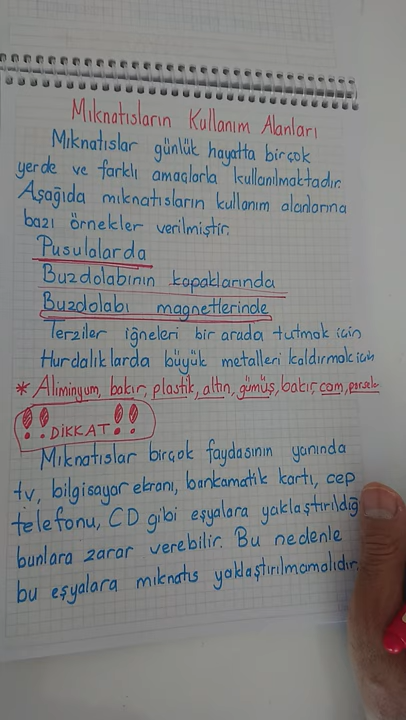 Mıknatısların Kullanım Alanları
Mıknatıslar günlük hayatta birçok
yerde ve farklı amaçlarla kullanılmaktadır.
Aşağıda mıknatısların kullanım alanlarına
bazı örnekler verilmiştir.
Pusulalarda
Buzdolabının kapaklarında
Buzdolabı magnetlerinde
Terziler iğneleri bir arada tutmak için
Hurdalıklarda büyük metalleri kaldırmak için
* Aliminyum, bakır, plastik, altın, gümüş, bakır, cam,
!! DİKKAT !!
Mıknatıslar birçok faydasının yanında
tv, bilgisayar ekranı, bankamatik kartı, cep
telefonu, CD gibi eşyalara yaklaştırıldığ
bunlara zarar verebilir. Bu nedenle
bu eşyalara mıknatıs yaklaştırılmamalıdır.